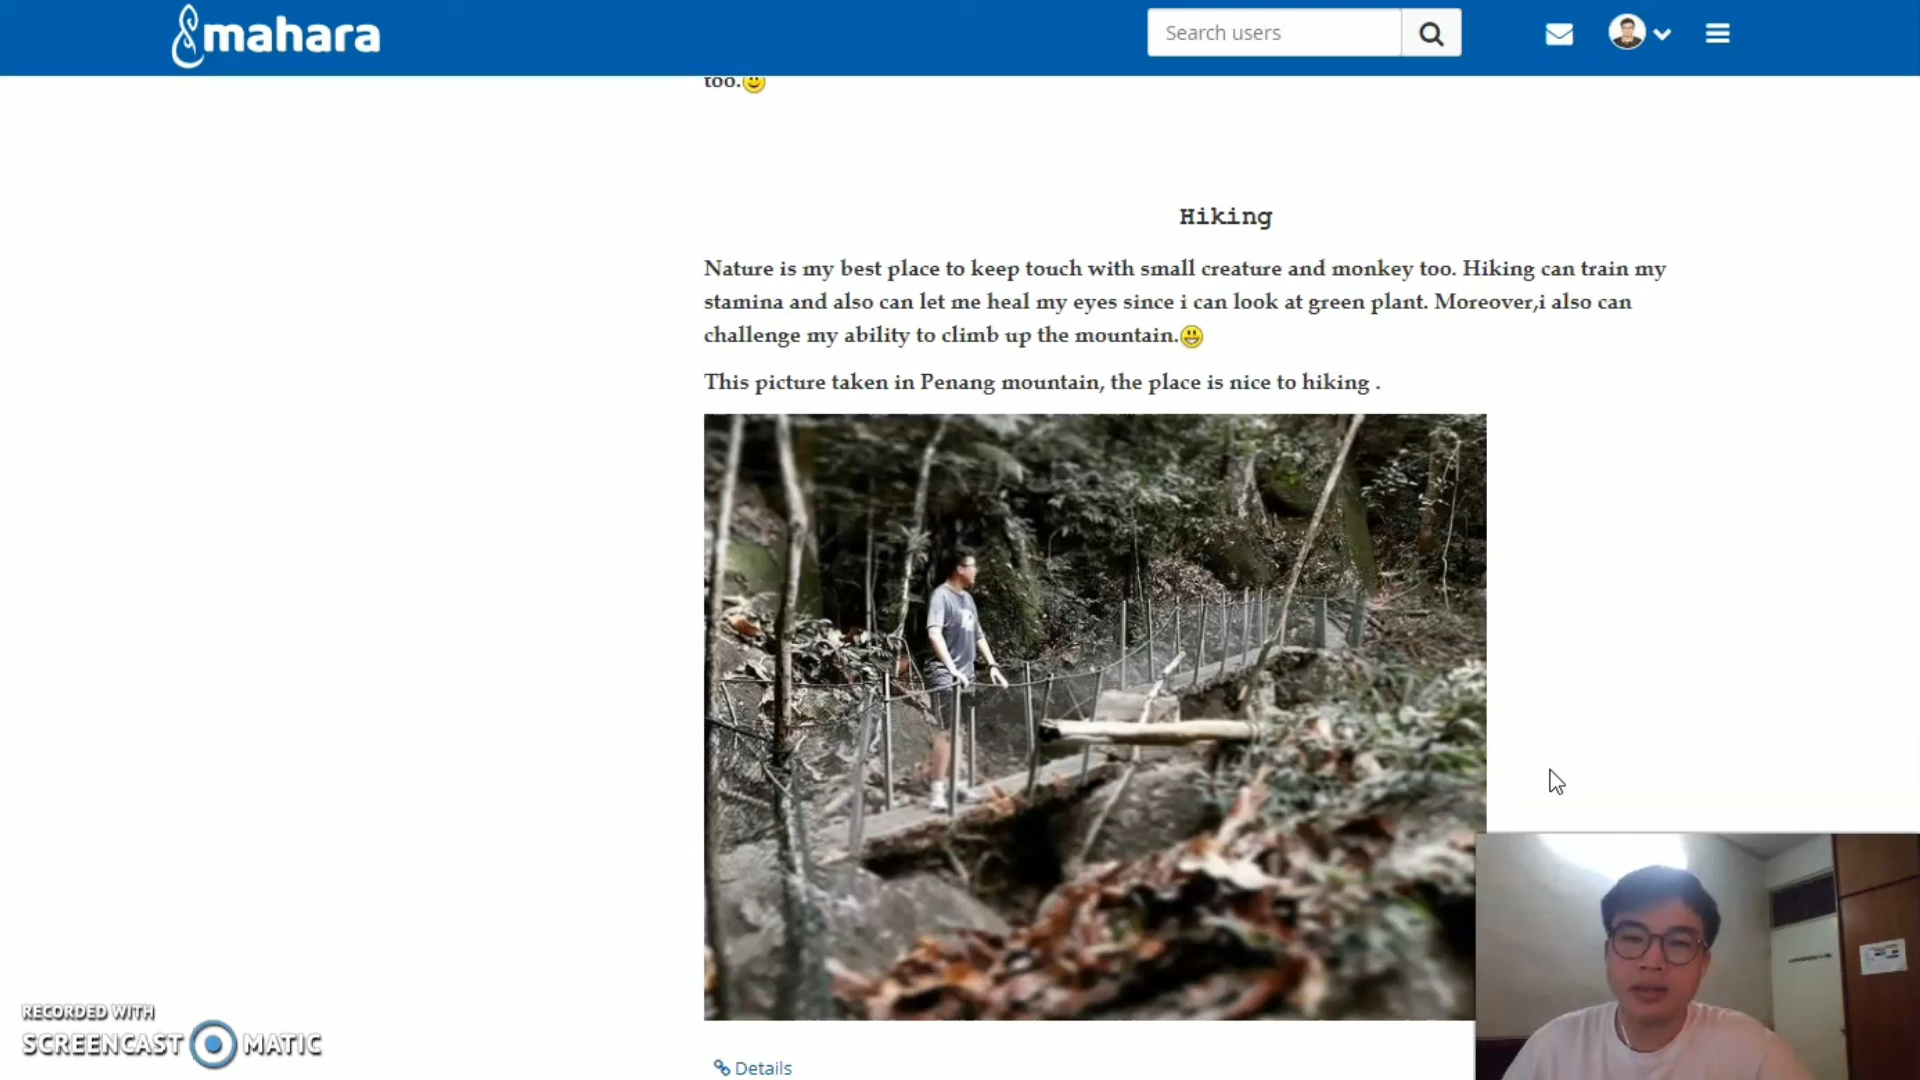 mahara
Search users
too.
Hiking
Nature is my best place to keep touch with small creature and monkey too. Hiking can train my
stamina and also can let me heal my eyes since i can look at green plant. Moreover,i also can
challenge my ability to climb up the mountain.
This picture taken in Penang mountain, the place is nice to hiking .
RECORDED WITH
SCREENCAST MATIC
Details